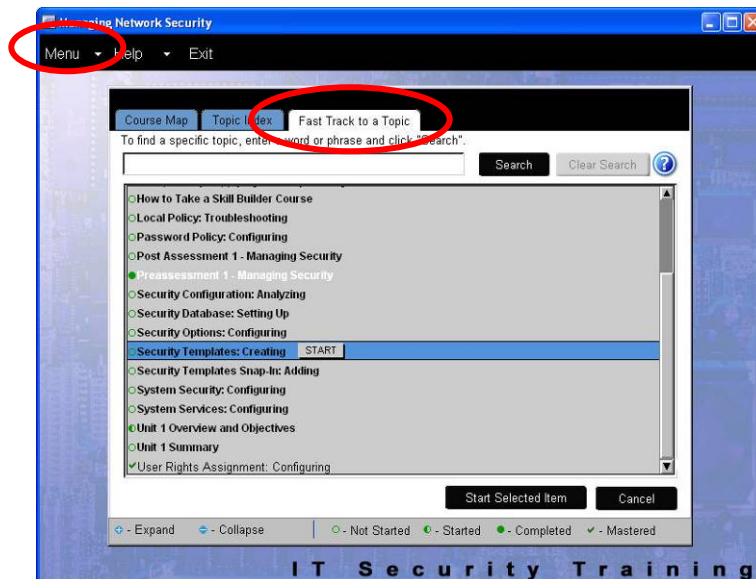 Managing Network Security
Menu Help Exit
Course Map Topic Index Fast Track to a Topic
To find a specific topic, enter a word or phrase and click "Search".
Search Clear Search ?
How to Take a Skill Builder Course
Local Policy: Troubleshooting
Password Policy: Configuring
Post Assessment 1 - Managing Security
Preassessment 1 - Managing Security
Security Configuration: Analyzing
Security Database: Setting Up
Security Options: Configuring
Security Templates: Creating START
Security Templates Snap-In: Adding
System Security: Configuring
System Services: Configuring
Unit 1 Overview and Objectives
Unit 1 Summary
User Rights Assignment: Configuring
Start Selected Item Cancel
- Expand - Collapse - Not Started - Started - Completed - Mastered
IT Security Training